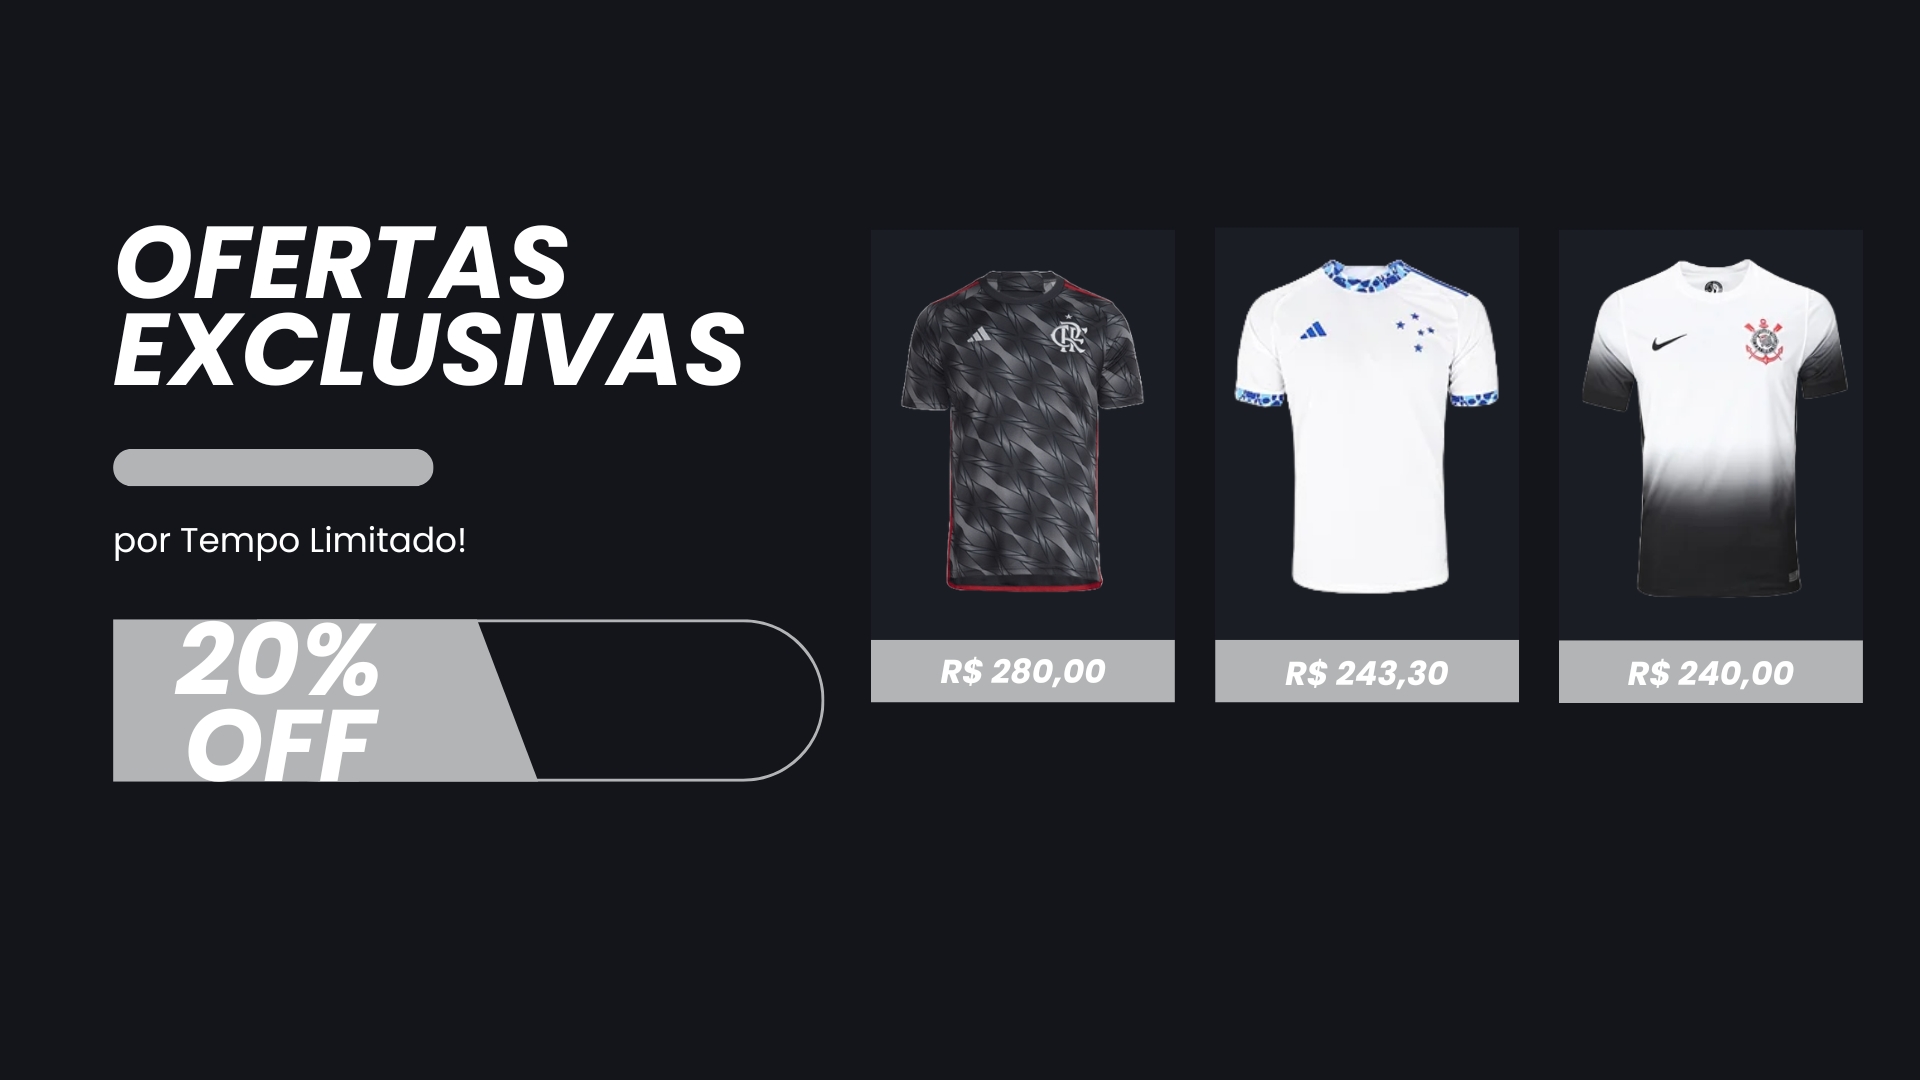 OFERTAS
EXCLUSIVAS
por Tempo Limitado!
20%
OFF
R$ 280,00
R$ 243,30
R$ 240,00